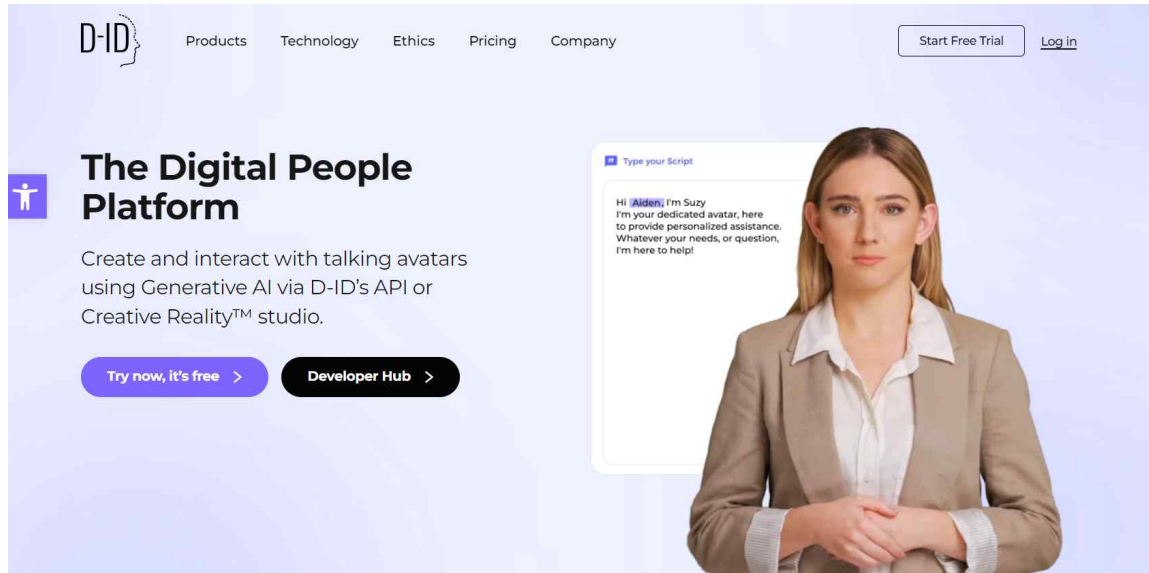 D-ID
Products
Technology
Ethics
Pricing
Company
Start Free Trial
Log in
The Digital People
Platform
Create and interact with talking avatars
using Generative AI via D-ID’s API or
Creative Reality™ studio.
Try now, it’s free >
Developer Hub >
Type your Script
Hi Aiden, I'm Suzy
I'm your dedicated avatar, here
to provide personalized assistance.
Whatever your needs, or question,
I'm here to help!